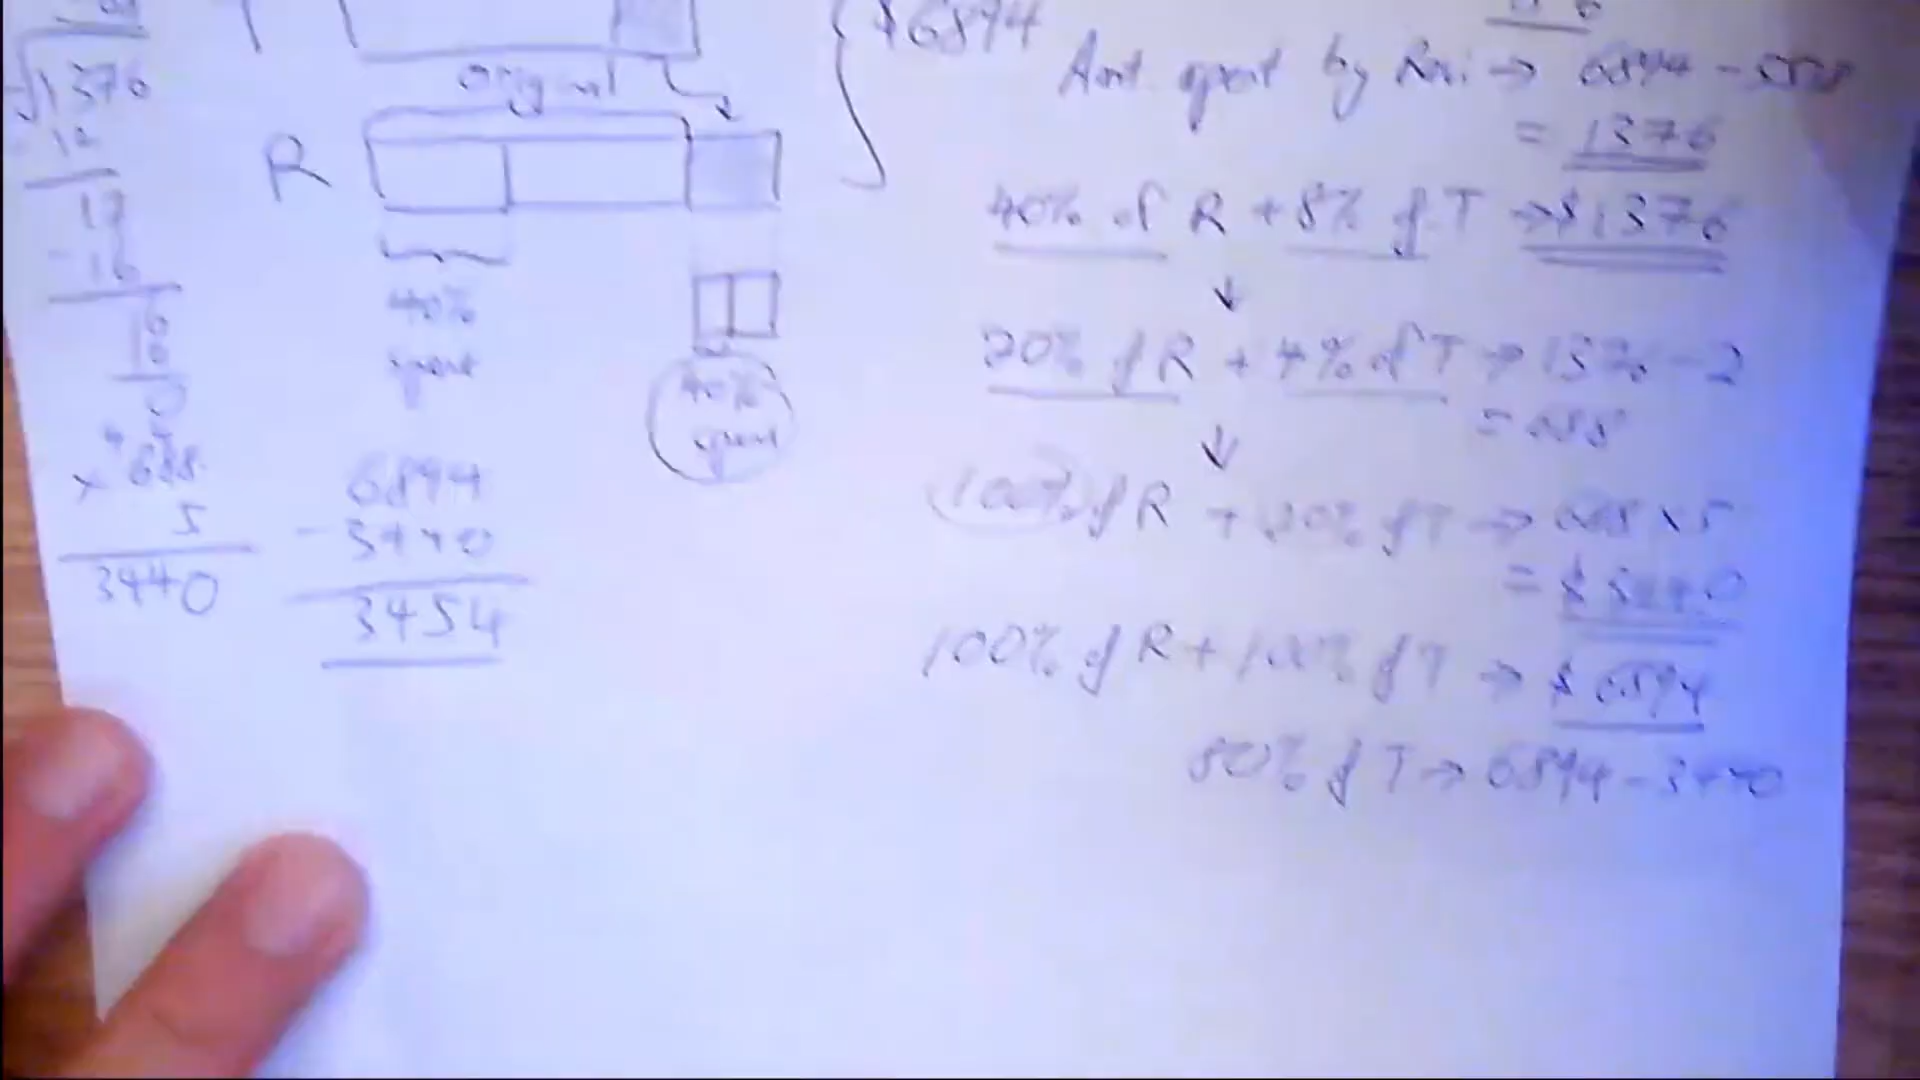 1376
12
17
- 16
16
16
0
688
x 5
3440
T
original
R
40%
spent
40%
spent
6894
- 3440
3454
$6894
Amt. spent by Ravi → 6894 - 5518
= 1376
40% of R + 8% of T → $1376
↓
20% of R + 4% of T → 1376 ÷ 2
= 688
↓
100% of R + 20% of T → 688 x 5
= $3440
100% of R + 100% of T → $6894
80% of T → 6894 - 3440